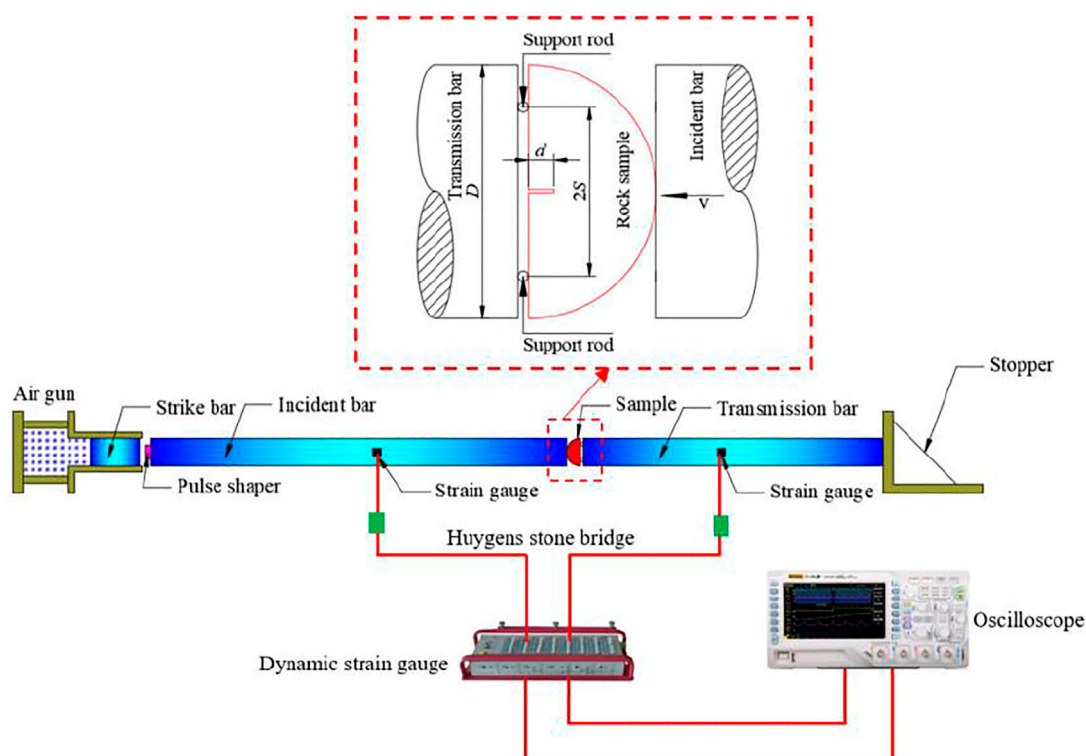 Support rod
Transmission bar
D
d
2S
Rock sample
Incident bar
v
Support rod
Air gun
Strike bar
Incident bar
Sample
Transmission bar
Stopper
Pulse shaper
Strain gauge
Strain gauge
Huygens stone bridge
Oscilloscope
Dynamic strain gauge